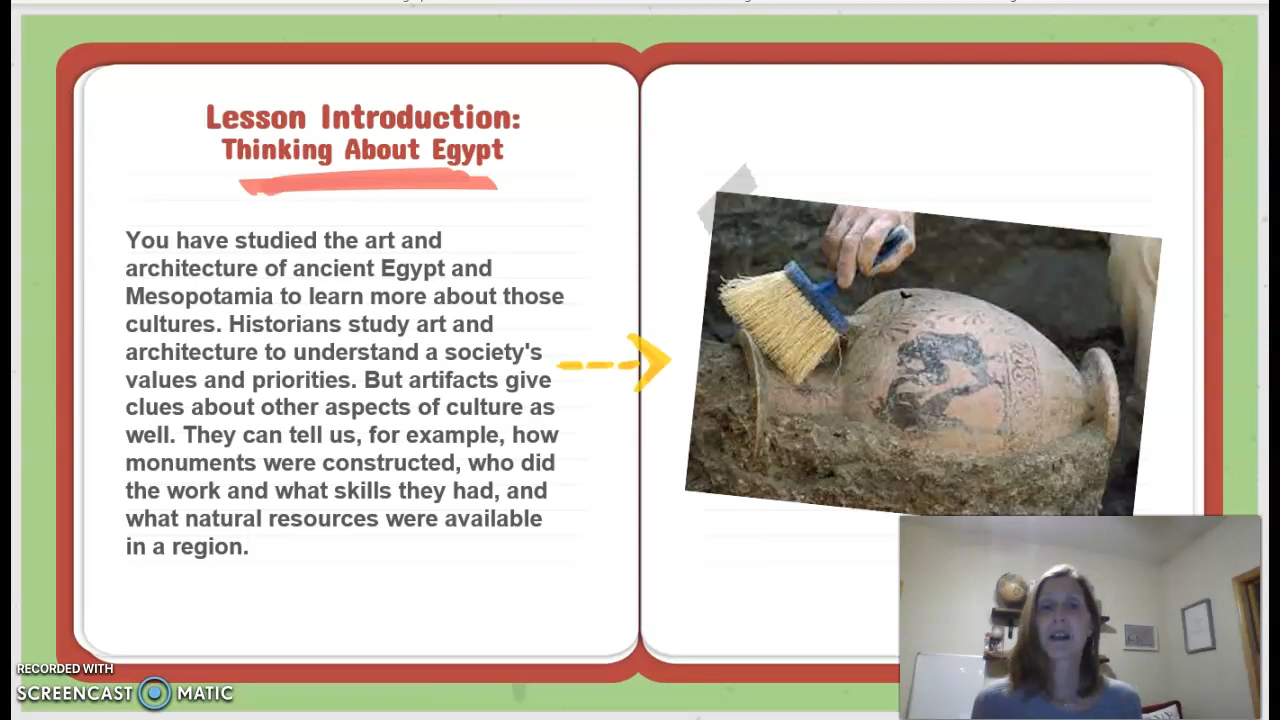 Lesson Introduction:
Thinking About Egypt
You have studied the art and
architecture of ancient Egypt and
Mesopotamia to learn more about those
cultures. Historians study art and
architecture to understand a society's
values and priorities. But artifacts give
clues about other aspects of culture as
well. They can tell us, for example, how
monuments were constructed, who did
the work and what skills they had, and
what natural resources were available
in a region.
RECORDED WITH
SCREENCAST MATIC